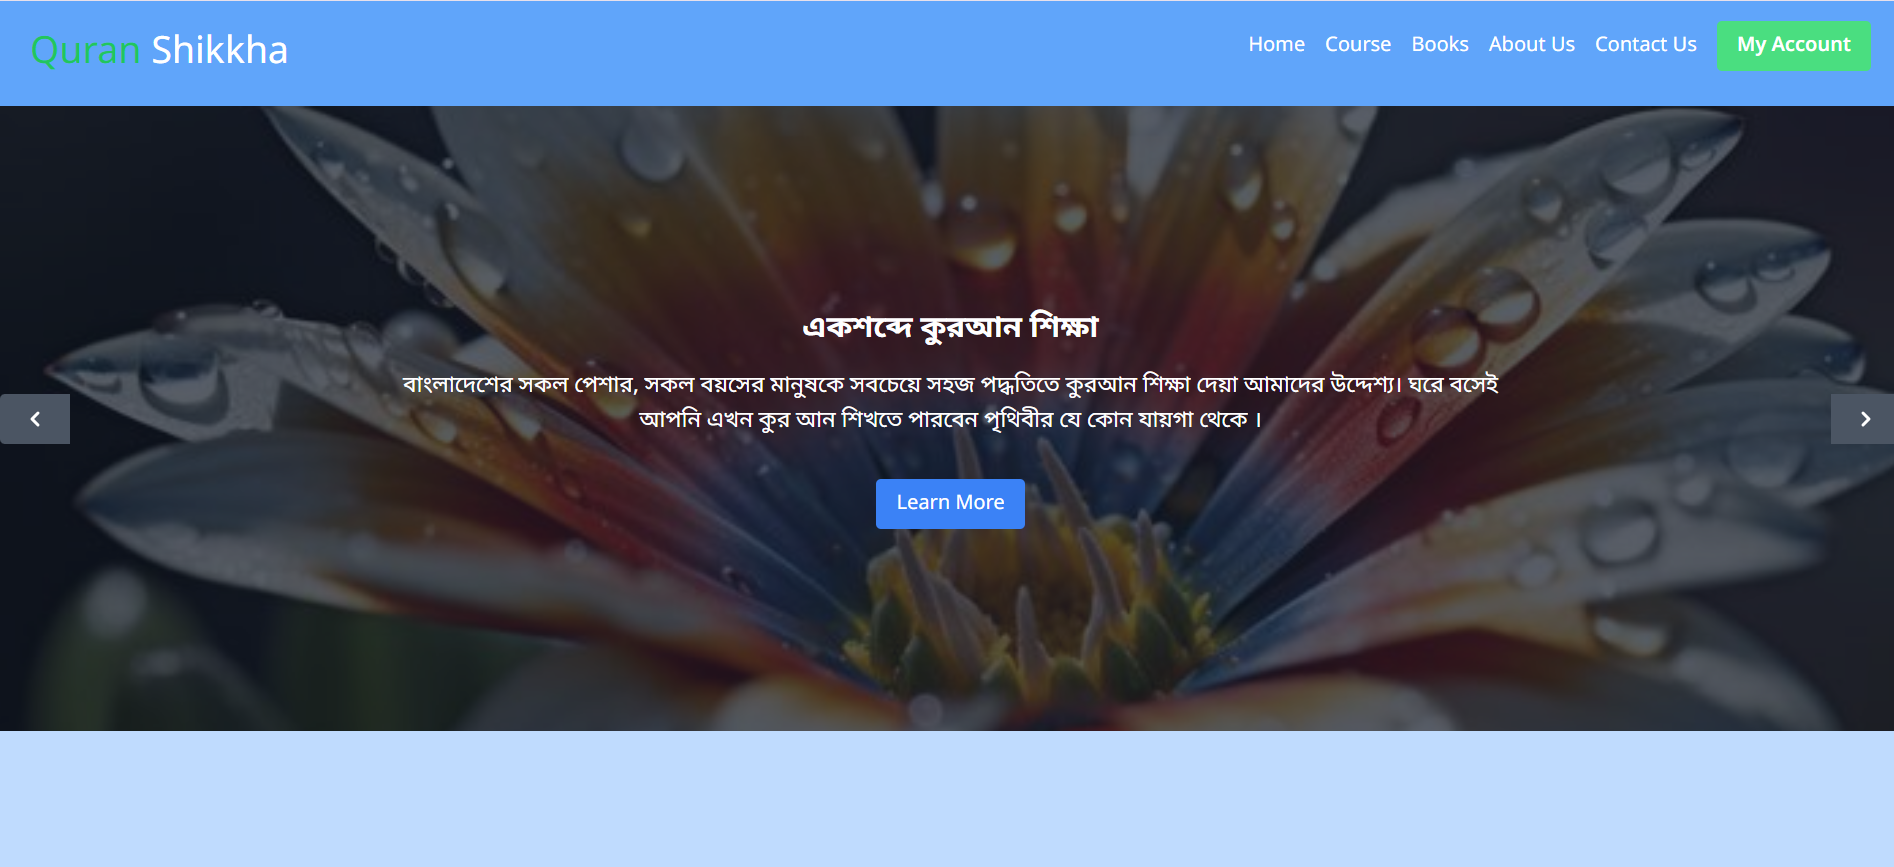 Quran Shikkha
Home Course Books About Us Contact Us My Account
একশব্দে কুরআন শিক্ষা
বাংলাদেশের সকল পেশার, সকল বয়সের মানুষকে সবচেয়ে সহজ পদ্ধতিতে কুরআন শিক্ষা দেয়া আমাদের উদ্দেশ্য। ঘরে বসেই
আপনি এখন কুর আন শিখতে পারবেন পৃথিবীর যে কোন যায়গা থেকে ।
Learn More